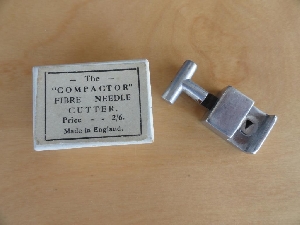 - The -
"COMPACTOR"
FIBRE NEEDLE
CUTTER.
Price - - 2/6.
Made in England.